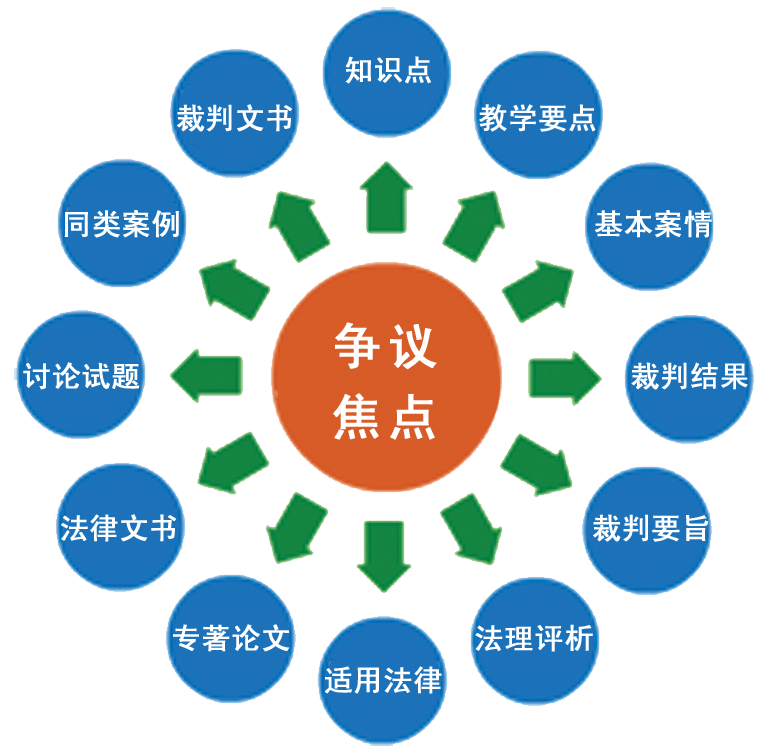 知识点
教学要点
基本案情
裁判结果
裁判要旨
法理评析
适用法律
专著论文
法律文书
讨论试题
同类案例
裁判文书
争议
焦点